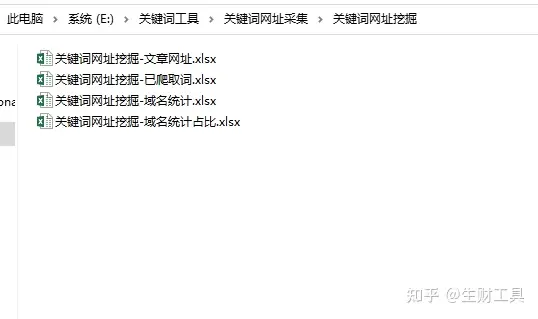 此电脑 > 系统 (E:) > 关键词工具 > 关键词网址采集 > 关键词网址挖掘
关键词网址挖掘-文章网址.xlsx
关键词网址挖掘-已爬取词.xlsx
ona
关键词网址挖掘-域名统计.xlsx
关键词网址挖掘-域名统计占比.xlsx
知乎 @生财工具